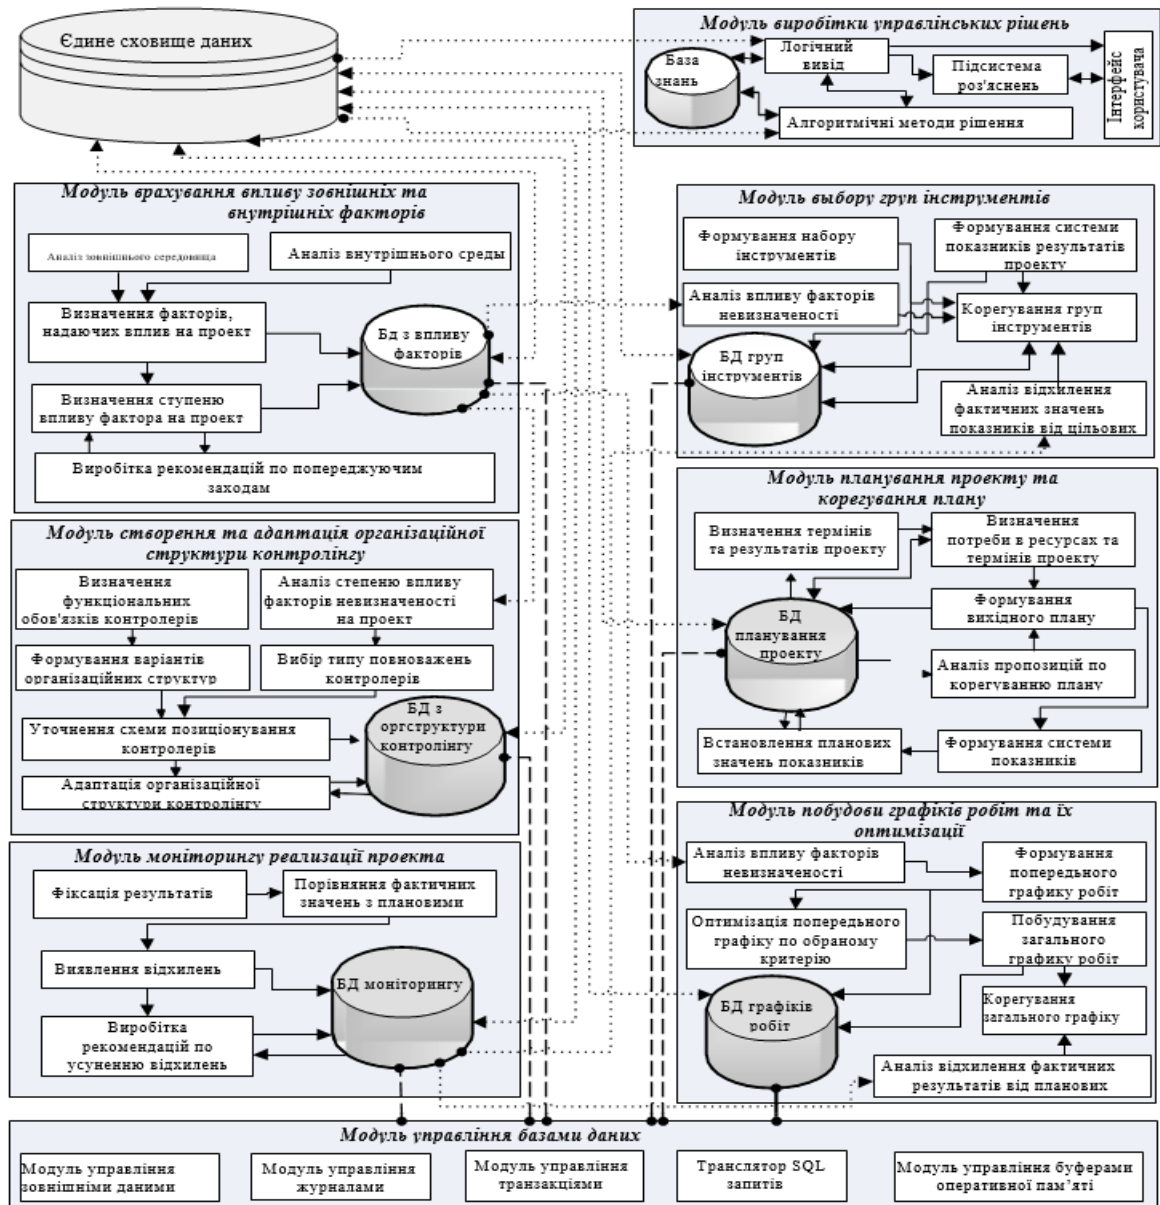 Єдине сховище даних
Модуль виробітки управлінських рішень
База
знань
Логічний
вивід
Підсистема
роз'яснень
Інтерфейс
користувача
Алгоритмічні методи рішення
Модуль врахування впливу зовнішніх та
внутрішніх факторів
Аналіз зовнішнього середовища
Аналіз внутрішнього среды
Визначення факторів,
надаючих вплив на проект
Бд з впливу
факторів
Визначення ступеню
впливу фактора на проект
Виробітка рекомендацій по попереджуючим
заходам
Модуль выбору груп інструментів
Формування набору
інструментів
Формування системи
показників результатів
проекту
Аналіз впливу факторів
невизначеності
Корегування груп
інструментів
БД груп
інструментів
Аналіз відхилення
фактичних значень
показників від цільових
Модуль створення та адаптація організаційної
структури контролінгу
Визначення
функціональних
обов'язків контролерів
Аналіз степеню впливу
факторів невизначеності
на проект
Формування варіантів
організаційних структур
Вибір типу повноважень
контролерів
Уточнення схеми позиціонування
контролерів
БД з
оргструктури
контролінгу
Адаптація організаційної
структури контролінгу
Модуль планування проекту та
корегування плану
Визначення термінів
та результатів проекту
Визначення
потреби в ресурсах та
термінів проекту
БД
планування
проекту
Формування
вихідного плану
Аналіз пропозицій по
корегуванню плану
Встановлення планових
значень показників
Формування системи
показників
Модуль моніторингу реализації проекта
Фіксація результатів
Порівняння фактичних
значень з плановими
Виявлення відхилень
БД моніторингу
Виробітка
рекомендацій по
усуненню відхилень
Модуль побудови графіків робіт та їх
оптимізації
Аналіз впливу факторів
невизначеності
Формування
попередьного
графику робіт
Оптимізація попередьного
графіку по обраному
критерію
Побудування
загального
графику робіт
БД графіків
робіт
Корегування
загального графіку
Аналіз відхилення фактичних
результатів від планових
Модуль управління базами даних
Модуль управління
зовнішніми даними
Модуль управління
журналами
Модуль управління
транзакціями
Транслятор SQL
запитів
Модуль управління буферами
оперативної пам’яті